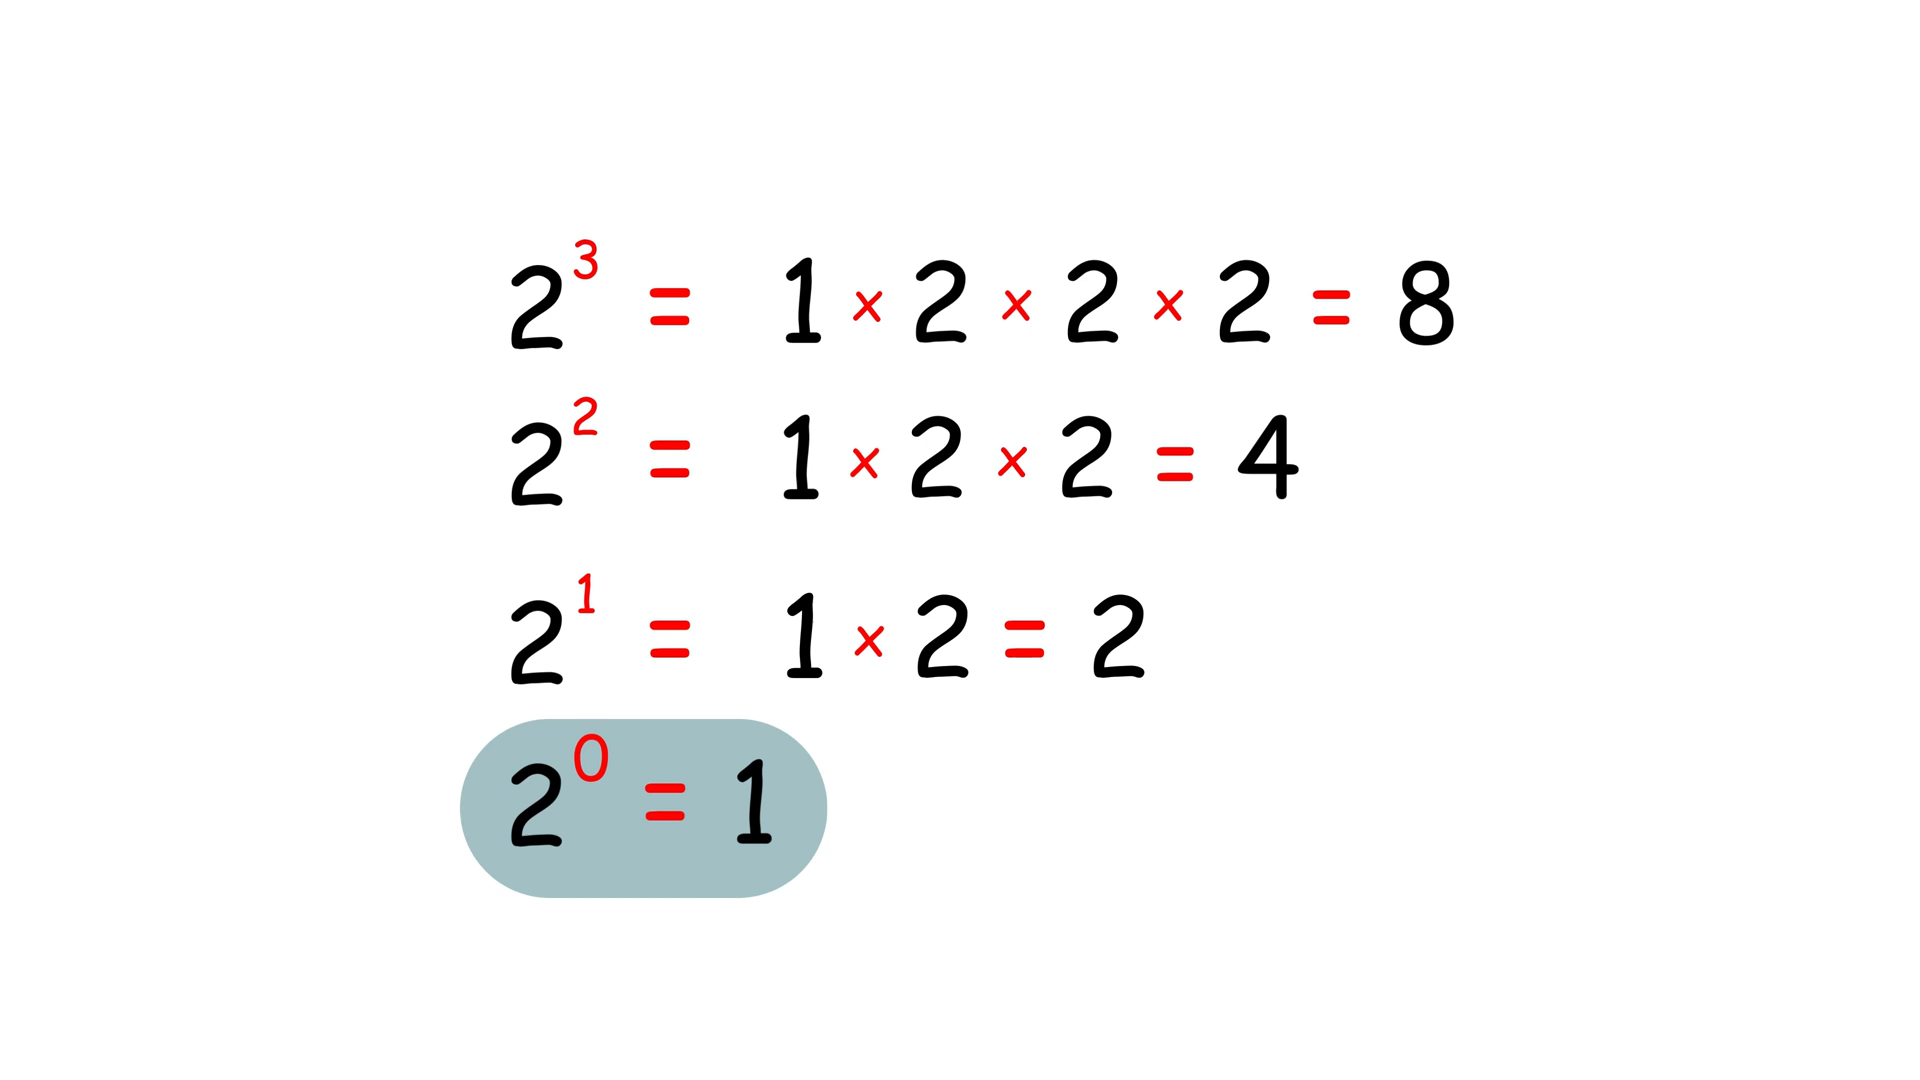 2³ = 1 × 2 × 2 × 2 = 8
2² = 1 × 2 × 2 = 4
2¹ = 1 × 2 = 2
2⁰ = 1